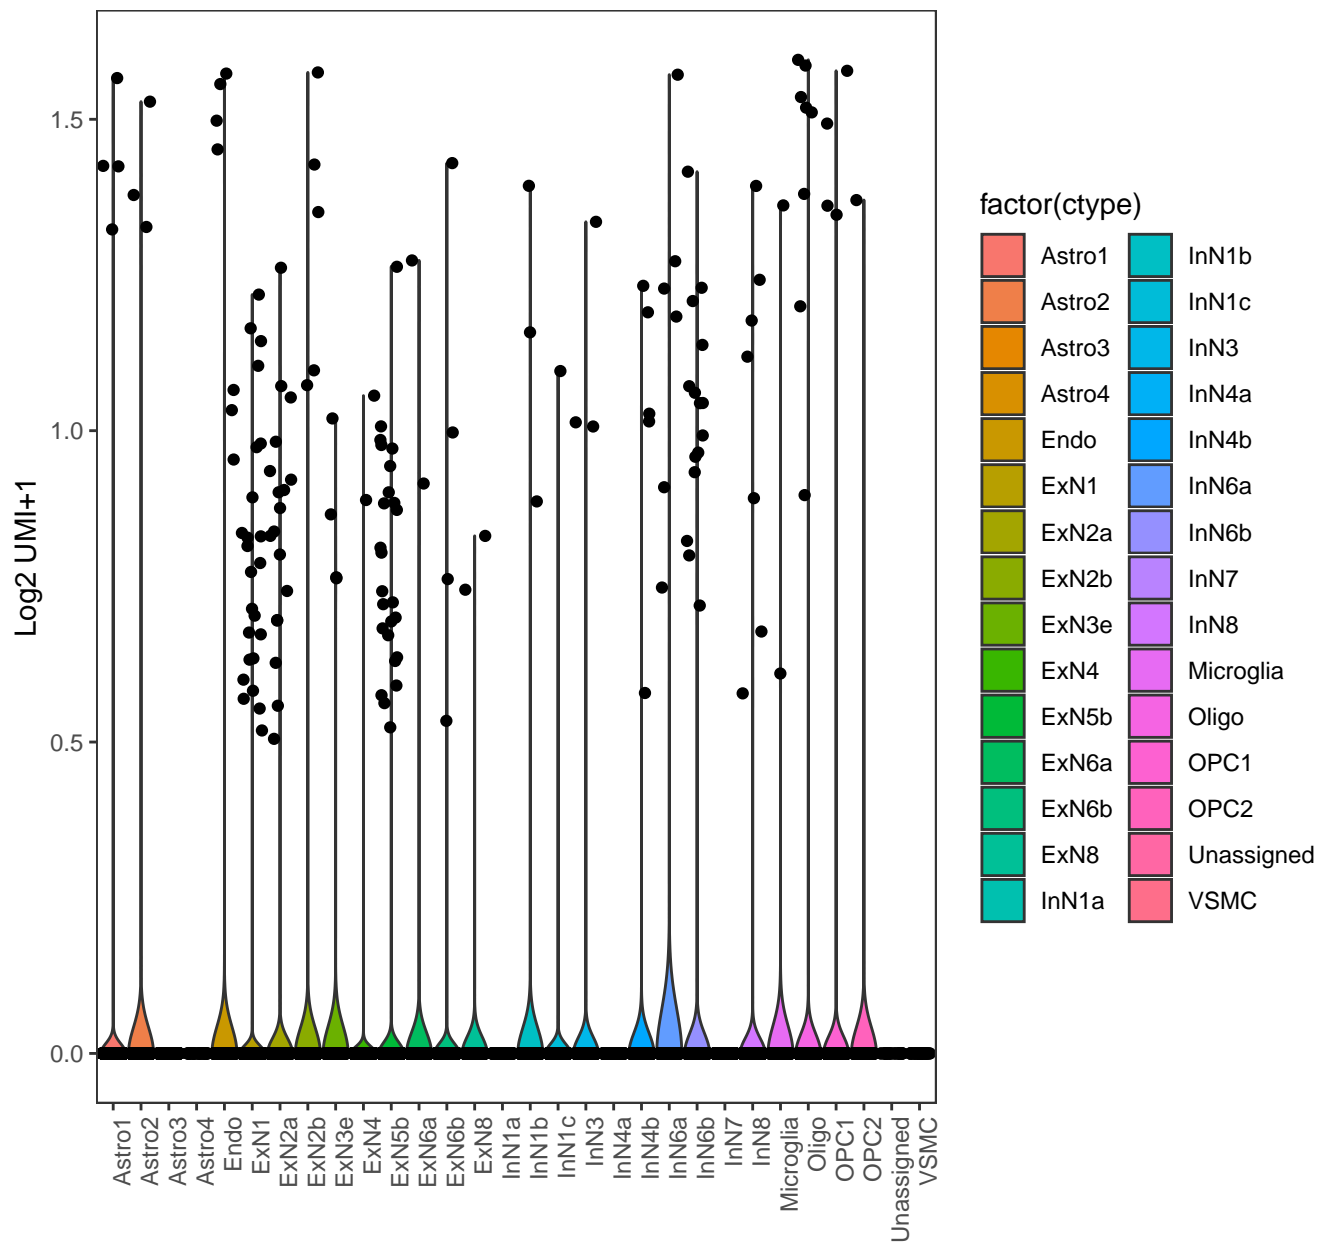 Log2 UMI+1
1.5
1.0
0.5
0.0
Astro1
Astro2
Astro3
Astro4
Endo
ExN1
ExN2a
ExN2b
ExN3e
ExN4
ExN5b
ExN6a
ExN6b
ExN8
InN1a
InN1b
InN1c
InN3
InN4a
InN4b
InN6a
InN6b
InN7
InN8
Microglia
Oligo
OPC1
OPC2
Unassigned
VSMC
factor(ctype)
Astro1
Astro2
Astro3
Astro4
Endo
ExN1
ExN2a
ExN2b
ExN3e
ExN4
ExN5b
ExN6a
ExN6b
ExN8
InN1a
InN1b
InN1c
InN3
InN4a
InN4b
InN6a
InN6b
InN7
InN8
Microglia
Oligo
OPC1
OPC2
Unassigned
VSMC